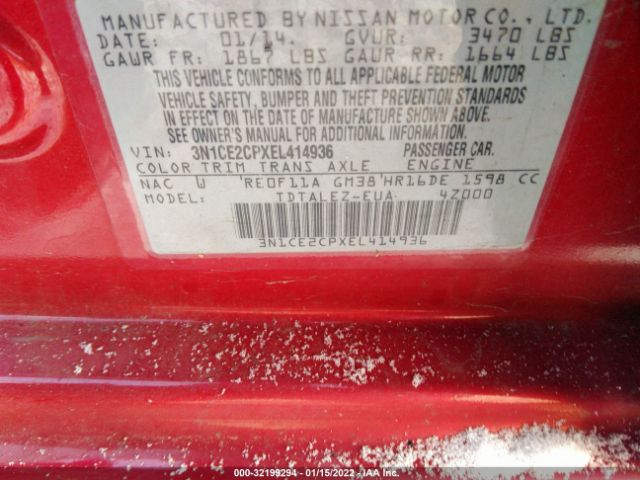 MANUFACTURED BY NISSAN MOTOR CO., LTD.
DATE: 01/14. GVWR: 3470 LBS
GAWR FR: 1867 LBS GAWR RR: 1664 LBS
THIS VEHICLE CONFORMS TO ALL APPLICABLE FEDERAL MOTOR
VEHICLE SAFETY, BUMPER AND THEFT PREVENTION STANDARDS
IN EFFECT ON THE DATE OF MANUFACTURE SHOWN ABOVE.
SEE OWNER'S MANUAL FOR ADDITIONAL INFORMATION.
VIN: 3N1CE2CPXEL414936 PASSENGER CAR.
COLOR TRIM TRANS AXLE ENGINE
NAC W RE0F11A GM38 HR16DE 1598 CC
MODEL: TDTALEZ-EUA 4Z000
3N1CE2CPXEL414936
000-32199294 - 01/15/2022 - IAA Inc.